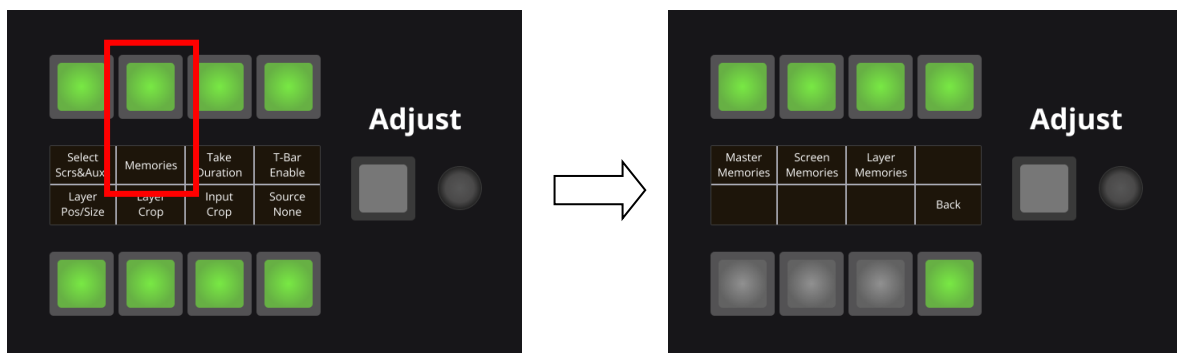 Adjust
Select
Scrs&Aux
Memories
Take
Duration
T-Bar
Enable
Layer
Pos/Size
Layer
Crop
Input
Crop
Source
None
Adjust
Master
Memories
Screen
Memories
Layer
Memories
Back